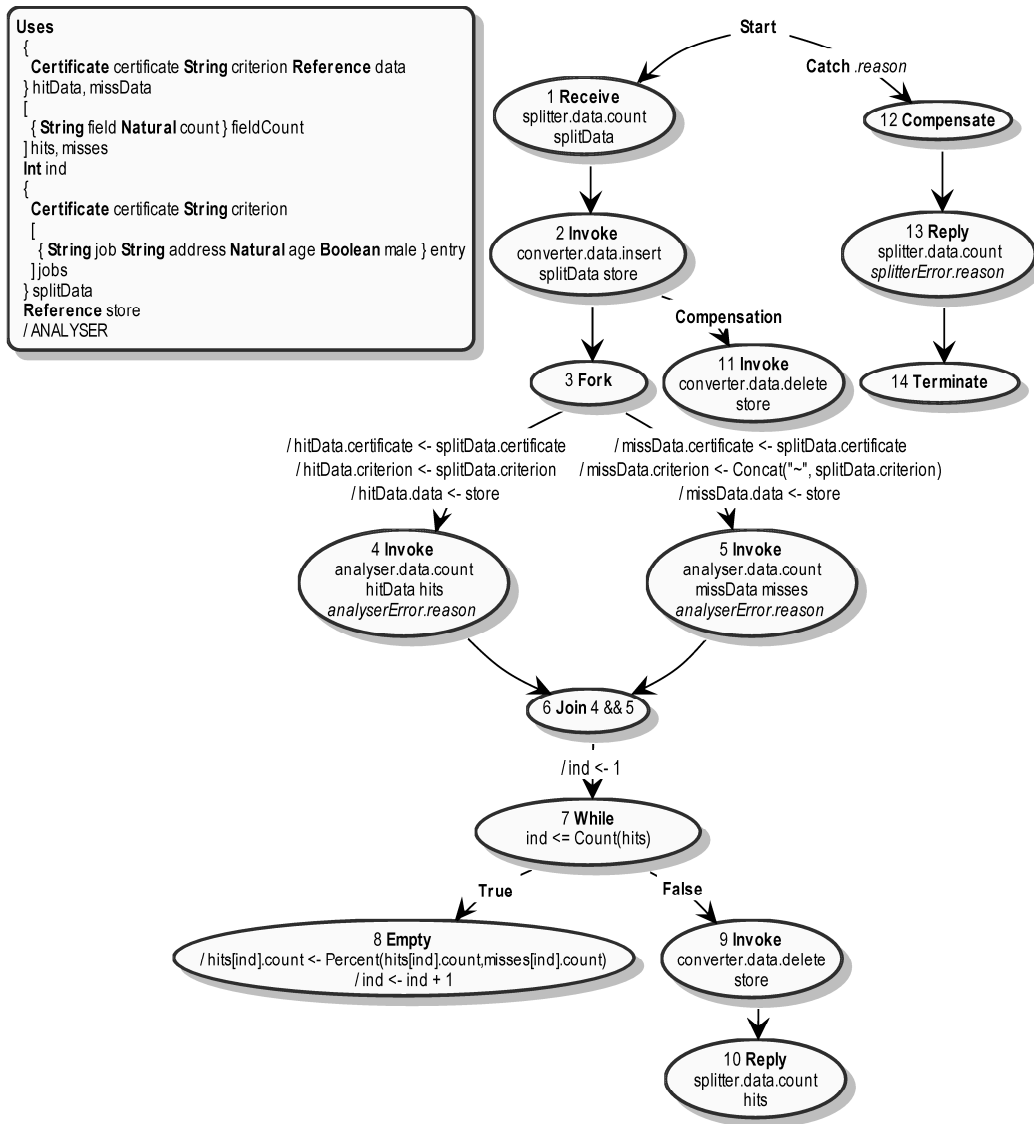 Uses
{
Certificate certificate String criterion Reference data
} hitData, missData
[
{ String field Natural count } fieldCount
] hits, misses
Int ind
{
Certificate certificate String criterion
[
{ String job String address Natural age Boolean male } entry
] jobs
} splitData
Reference store
/ ANALYSER
Start
Catch .reason
1 Receive
splitter.data.count
splitData
12 Compensate
2 Invoke
converter.data.insert
splitData store
13 Reply
splitter.data.count
splitterError.reason
Compensation
3 Fork
11 Invoke
converter.data.delete
store
14 Terminate
/ hitData.certificate <- splitData.certificate
/ hitData.criterion <- splitData.criterion
/ hitData.data <- store
/ missData.certificate <- splitData.certificate
/ missData.criterion <- Concat("~", splitData.criterion)
/ missData.data <- store
4 Invoke
analyser.data.count
hitData hits
analyserError.reason
5 Invoke
analyser.data.count
missData misses
analyserError.reason
6 Join 4 && 5
/ ind <- 1
7 While
ind <= Count(hits)
True
False
8 Empty
/ hits[ind].count <- Percent(hits[ind].count,misses[ind].count)
/ ind <- ind + 1
9 Invoke
converter.data.delete
store
10 Reply
splitter.data.count
hits